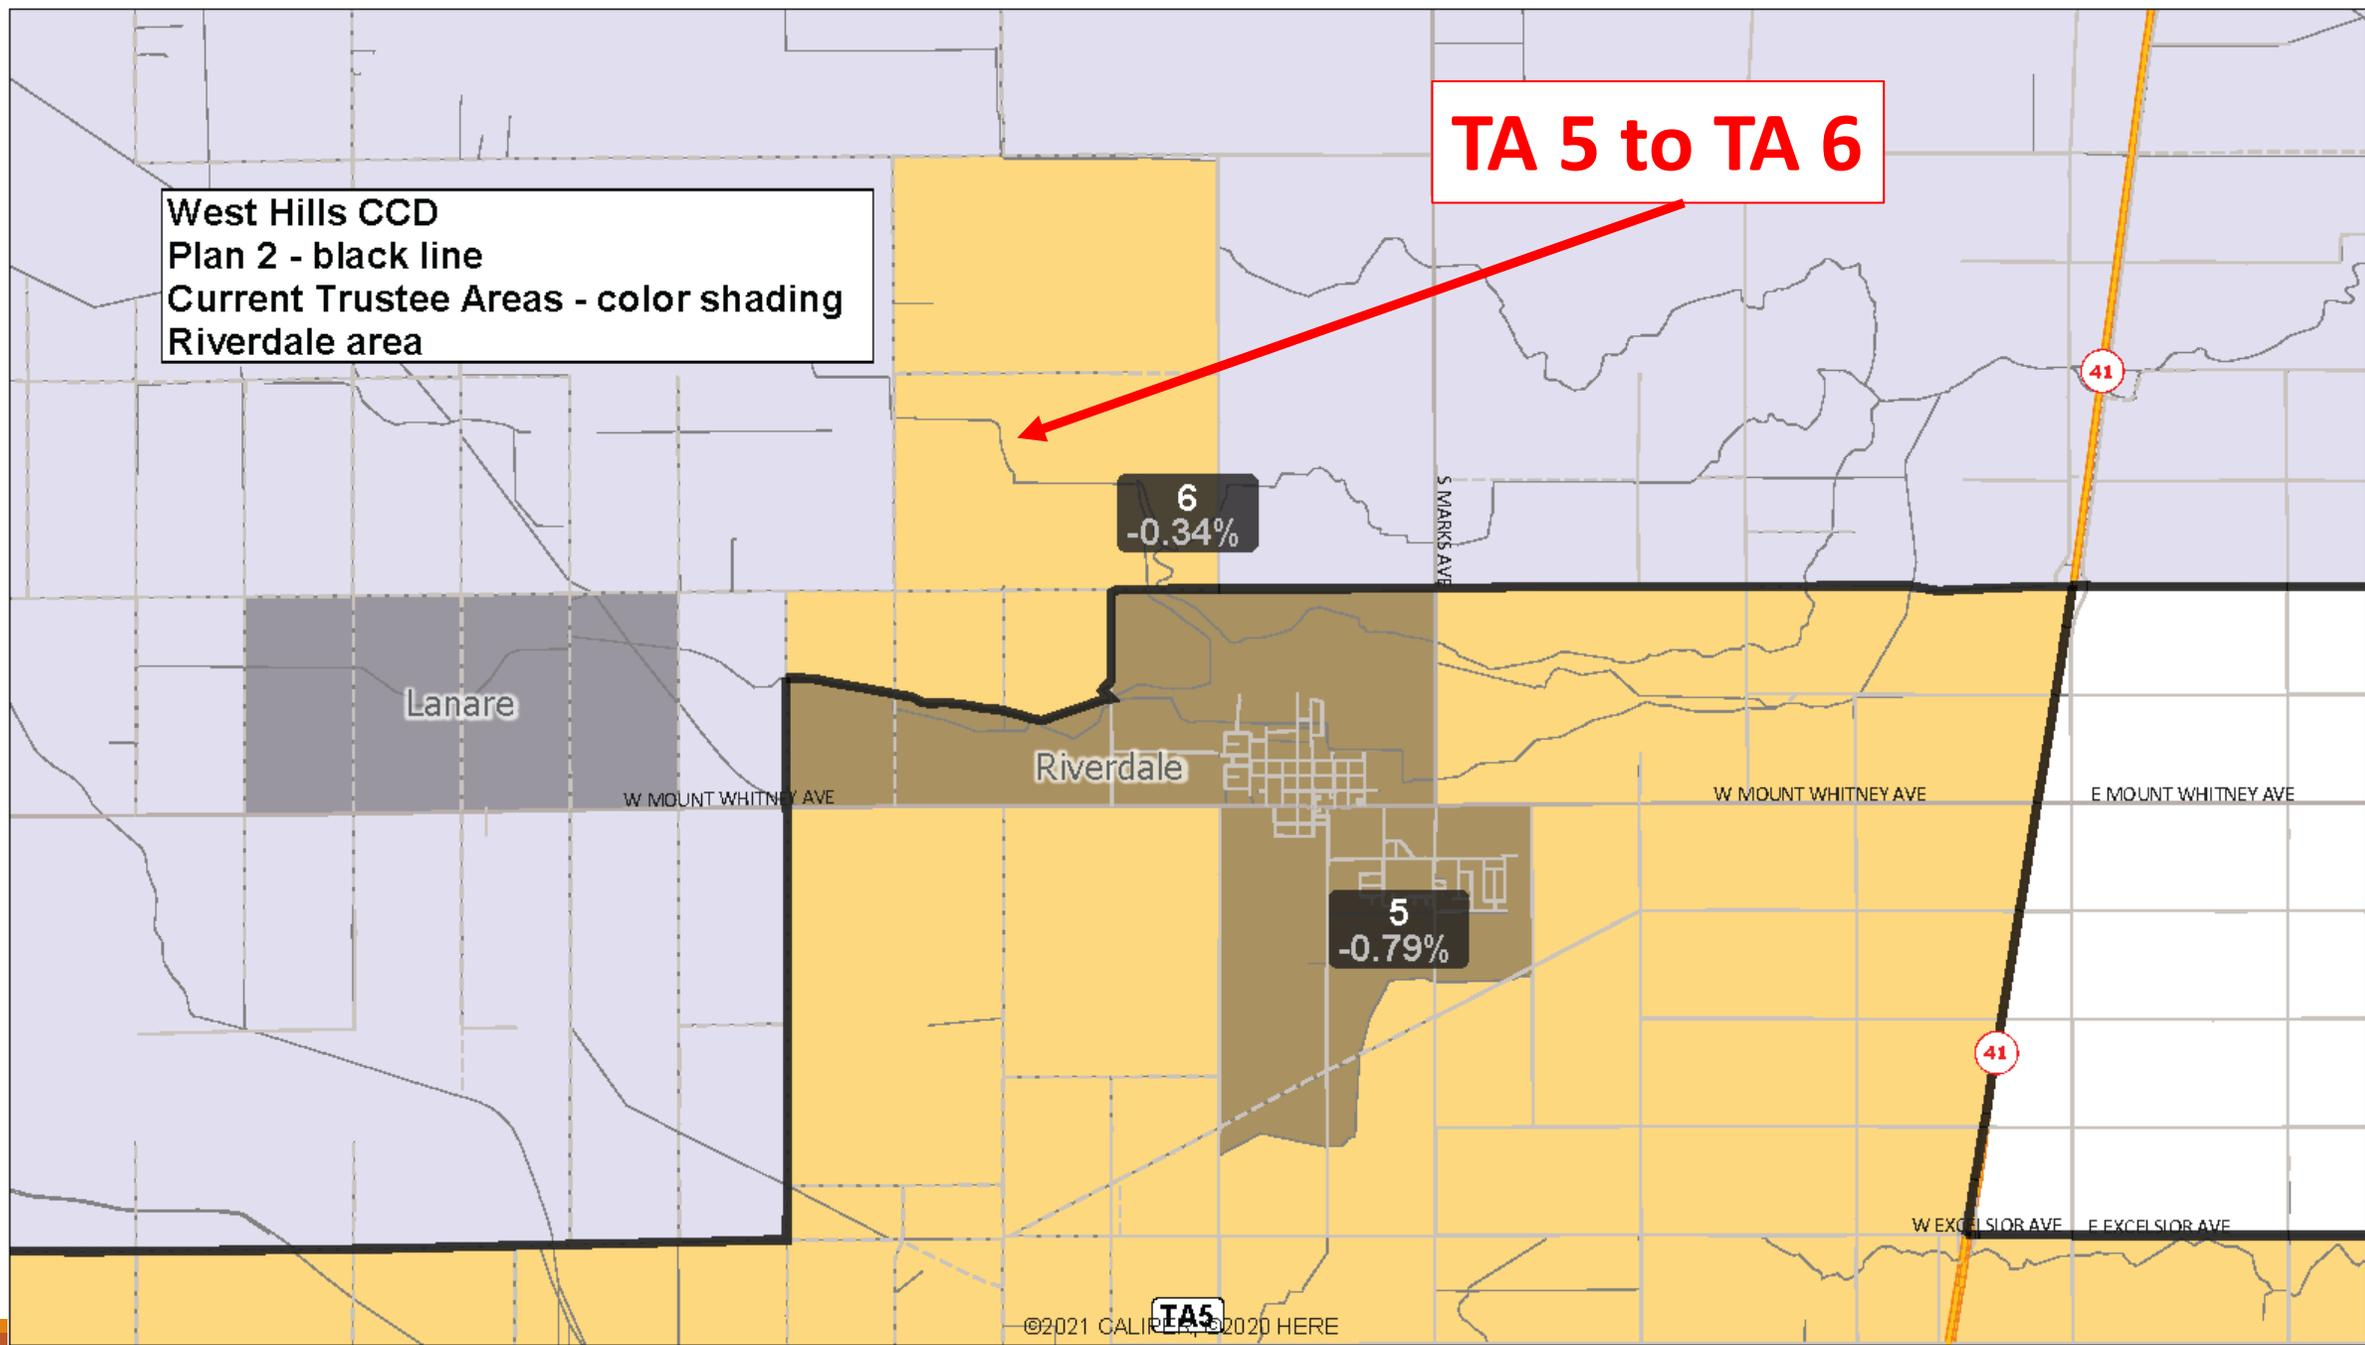 TA 5 to TA 6
West Hills CCD
Plan 2 - black line
Current Trustee Areas - color shading
Riverdale area
41
6
-0.34%
S MARKS AVE
Lanare
Riverdale
W MOUNT WHITNEY AVE
W MOUNT WHITNEY AVE
E MOUNT WHITNEY AVE
5
-0.79%
41
W EXCELSIOR AVE
E EXCELSIOR AVE
TA5
©2021 CALIPER, ©2020 HERE